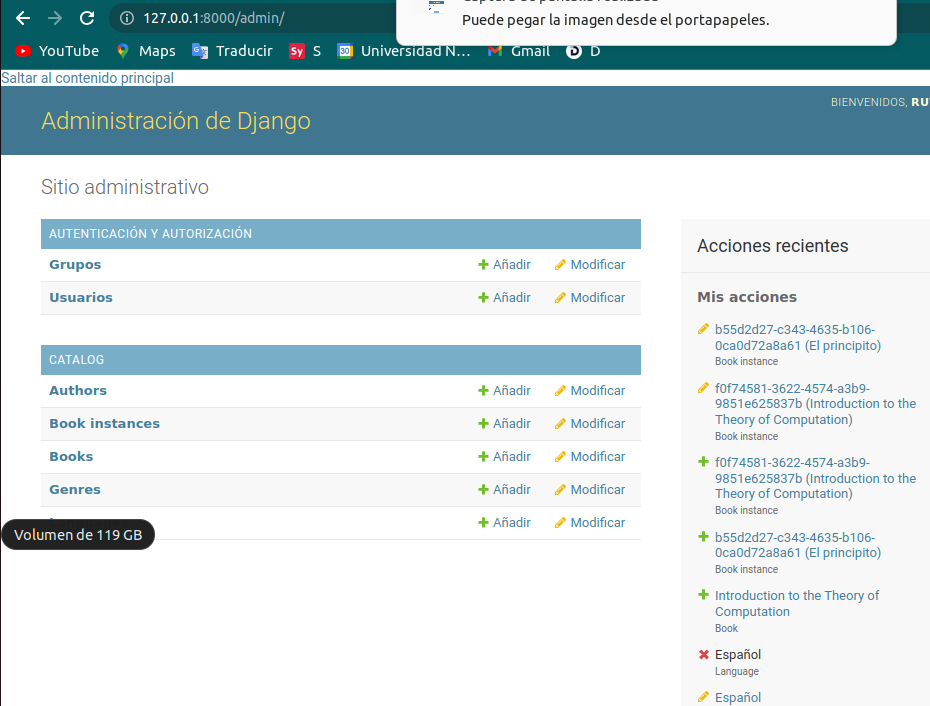 127.0.0.1:8000/admin/
Puede pegar la imagen desde el portapapeles.
YouTube Maps Traducir S Universidad N... Gmail D
Saltar al contenido principal
BIENVENIDOS,
Administración de Django
Sitio administrativo
AUTENTICACIÓN Y AUTORIZACIÓN
Grupos Añadir Modificar
Usuarios Añadir Modificar
CATALOG
Authors Añadir Modificar
Book instances Añadir Modificar
Books Añadir Modificar
Genres Añadir Modificar
Añadir Modificar
Volumen de 119 GB
Acciones recientes
Mis acciones
b55d2d27-c343-4635-b106-
0ca0d72a8a61 (El principito)
Book instance
f0f74581-3622-4574-a3b9-
9851e625837b (Introduction to the
Theory of Computation)
Book instance
f0f74581-3622-4574-a3b9-
9851e625837b (Introduction to the
Theory of Computation)
Book instance
b55d2d27-c343-4635-b106-
0ca0d72a8a61 (El principito)
Book instance
Introduction to the Theory of
Computation
Book
Español
Language
Español